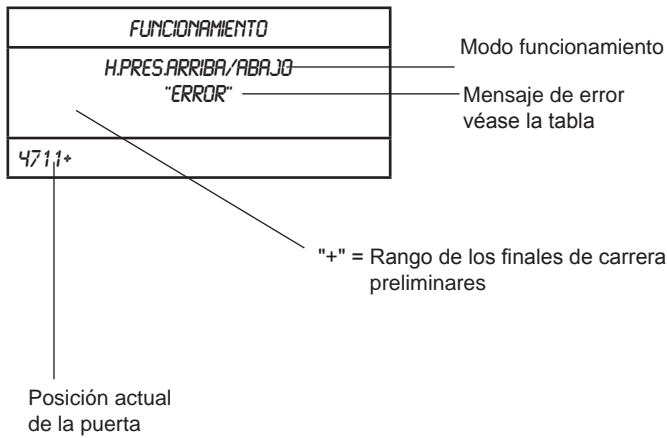 FUNCIONAMIENTO
H.PRES.ARRIBA/ABAJO
"ERROR"
4711+
Modo funcionamiento
Mensaje de error
véase la tabla
"+" = Rango de los finales de carrera
preliminares
Posición actual
de la puerta